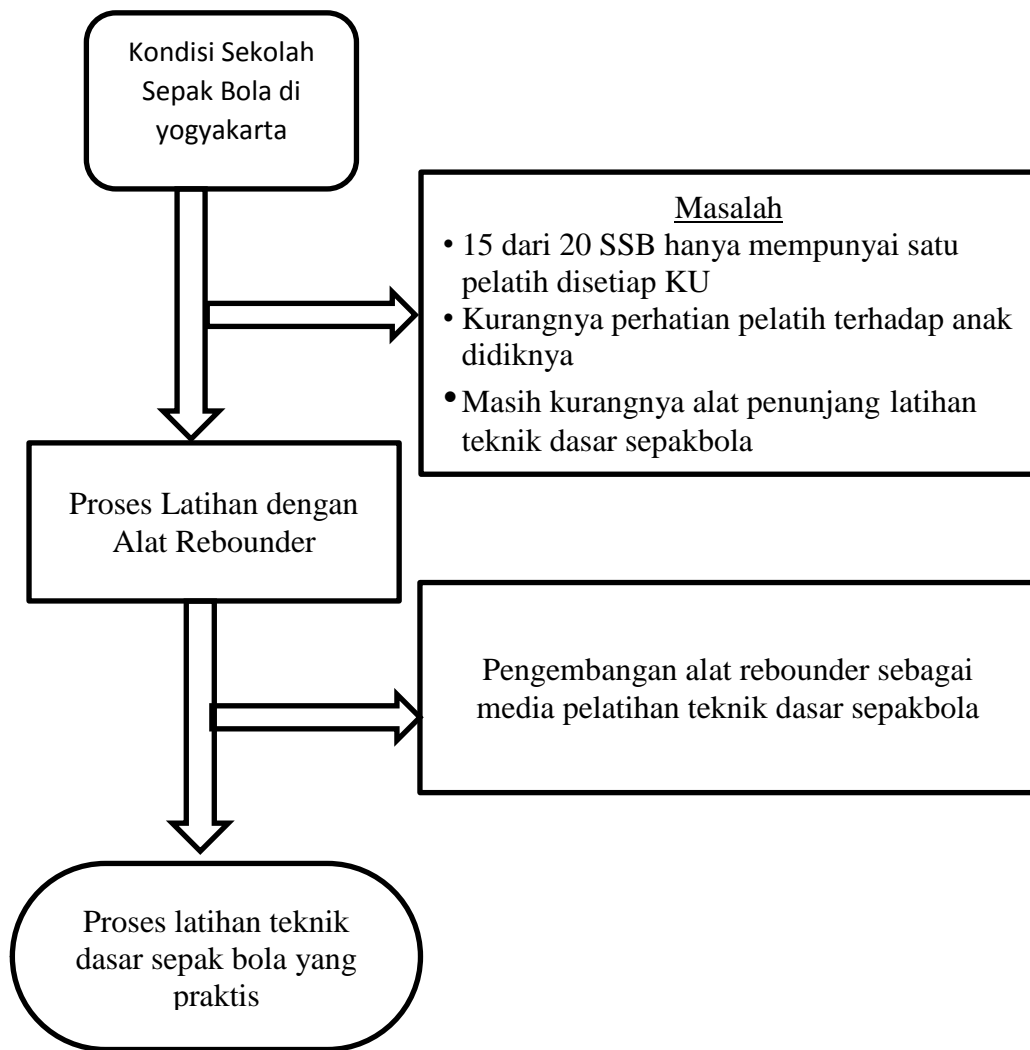 Kondisi Sekolah
Sepak Bola di
yogyakarta
Masalah
• 15 dari 20 SSB hanya mempunyai satu
pelatih disetiap KU
• Kurangnya perhatian pelatih terhadap anak
didiknya
• Masih kurangnya alat penunjang latihan
teknik dasar sepakbola
Proses Latihan dengan
Alat Rebounder
Pengembangan alat rebounder sebagai
media pelatihan teknik dasar sepakbola
Proses latihan teknik
dasar sepak bola yang
praktis